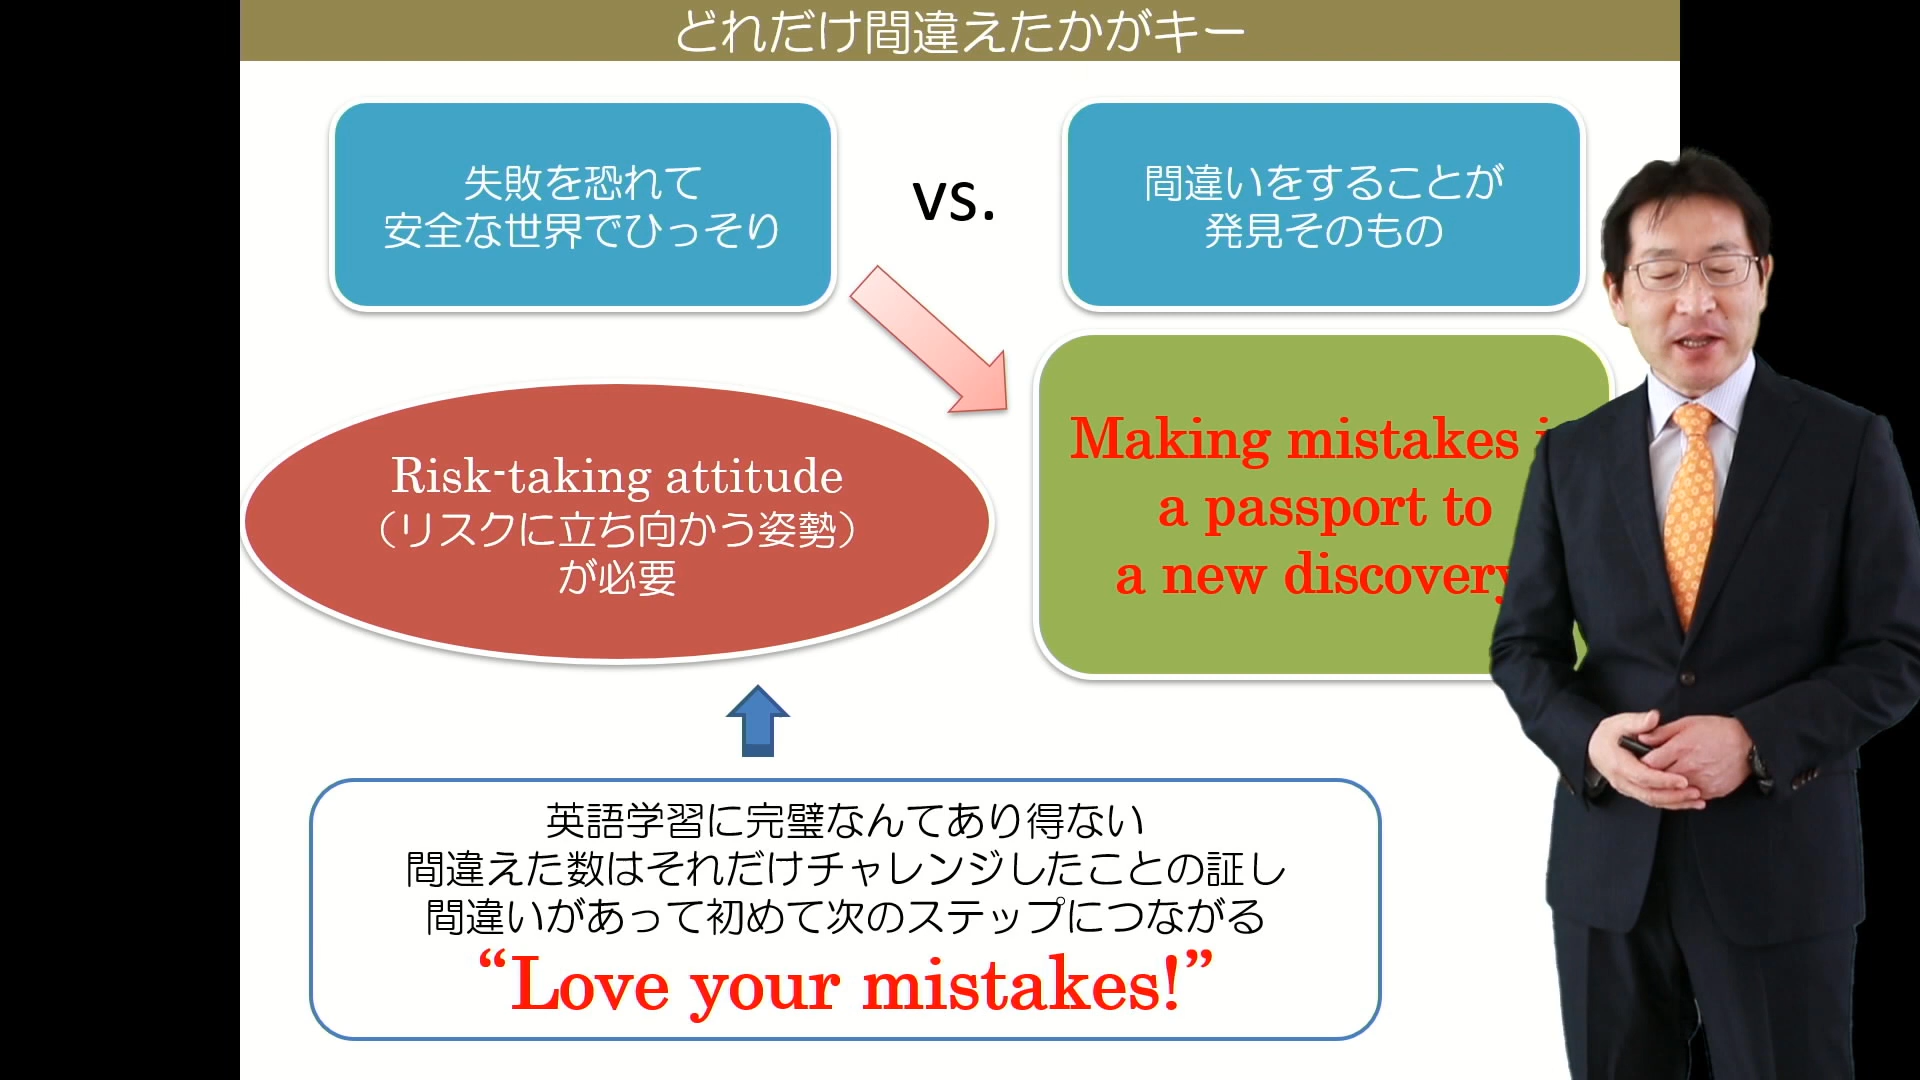 どれだけ間違えたかがキー
失敗を恐れて
安全な世界でひっそり
vs.
間違いをすることが
発見そのもの
Risk-taking attitude
（リスクに立ち向かう姿勢）
が必要
Making mistakes
a passport to
a new discovery
英語学習に完璧なんてあり得ない
間違えた数はそれだけチャレンジしたことの証し
間違いがあって初めて次のステップにつながる
“Love your mistakes!”